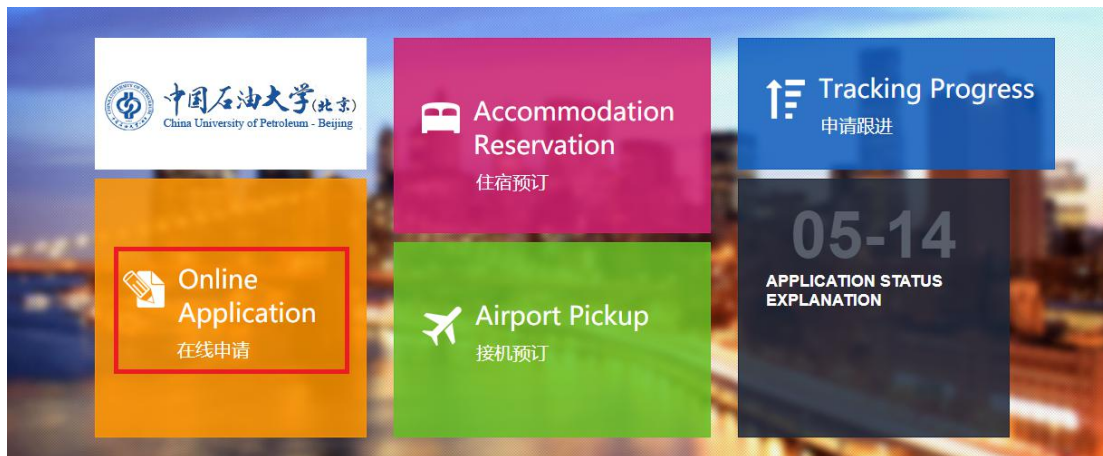 中国石油大学(北京)
China University of Petroleum - Beijing
Online
Application
在线申请
Accommodation
Reservation
住宿预订
Airport Pickup
接机预订
Tracking Progress
申请跟进
05-14
APPLICATION STATUS
EXPLANATION